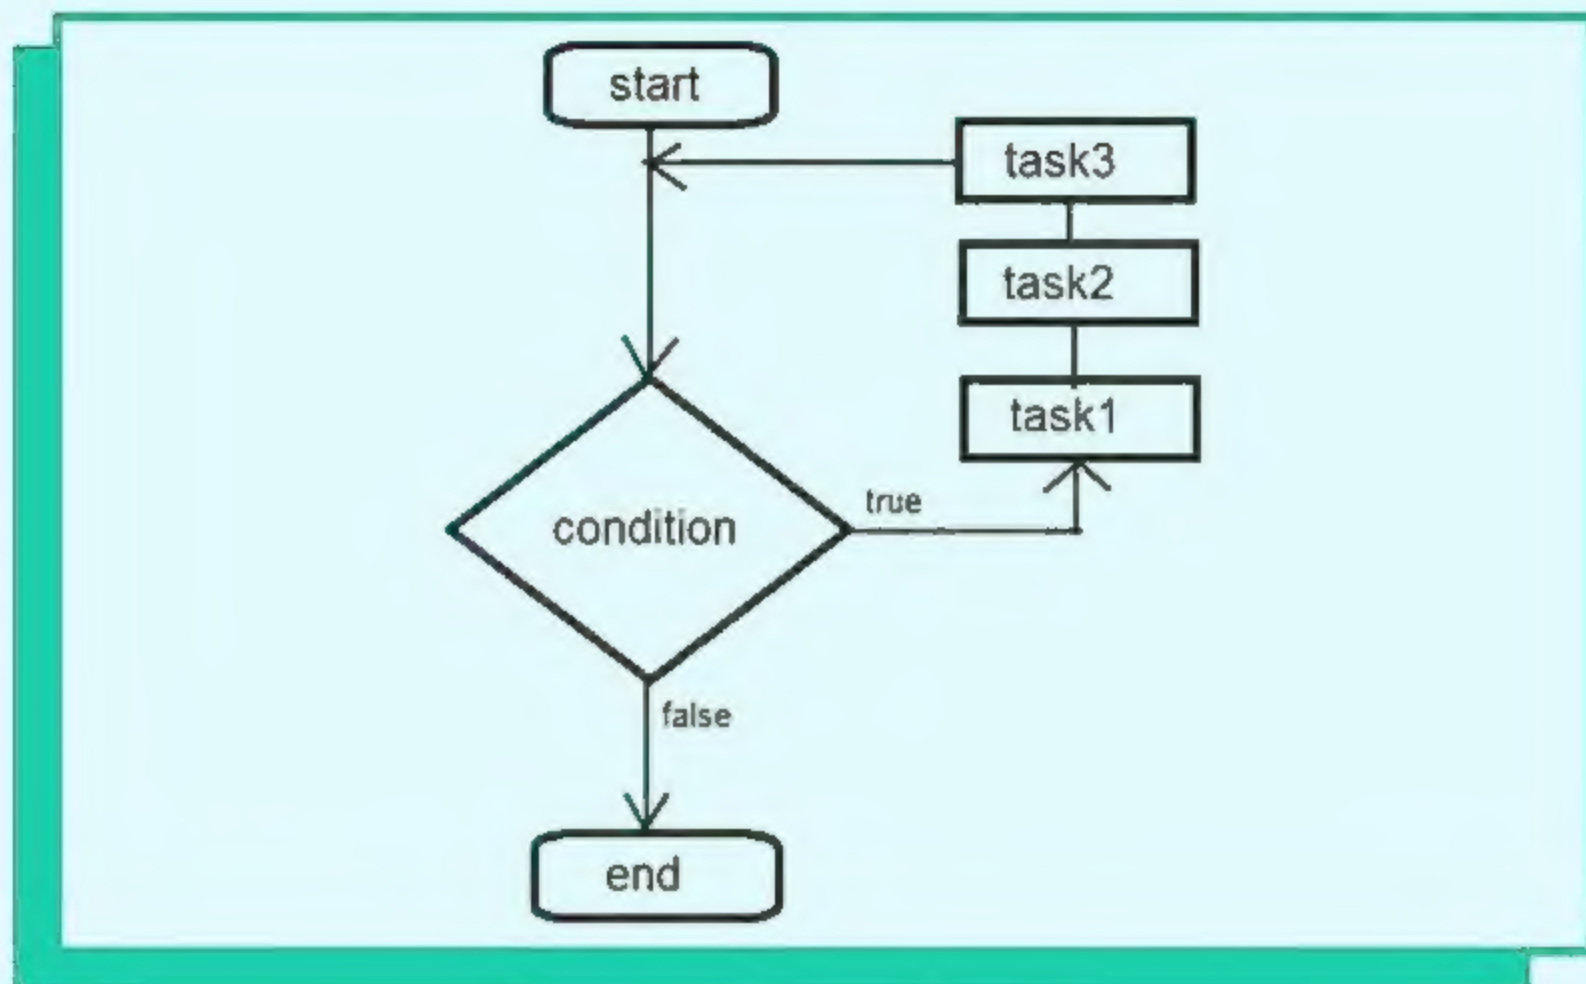 start
task3
task2
task1
true
condition
false
end